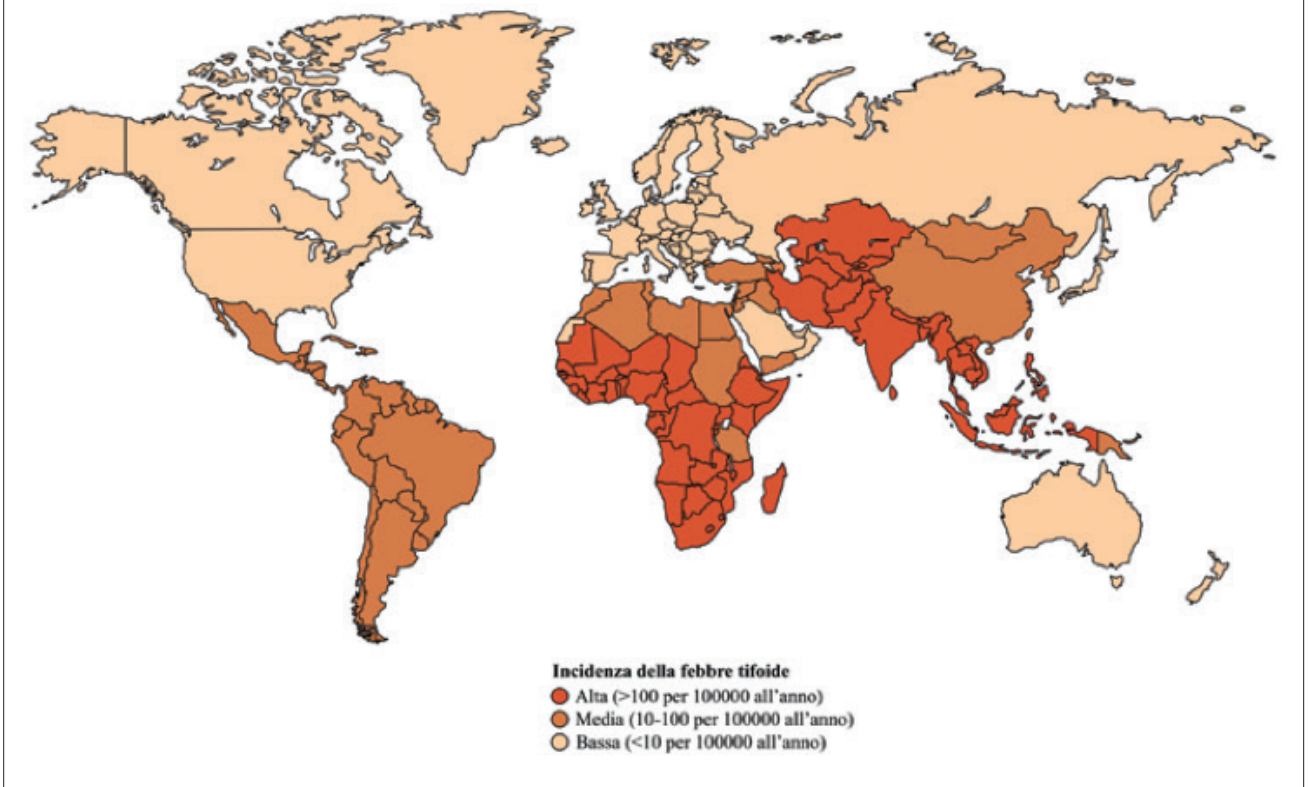 Incidenza della febbre tifoide
Alta (>100 per 100000 all’anno)
Media (10-100 per 100000 all’anno)
Bassa (<10 per 100000 all’anno)